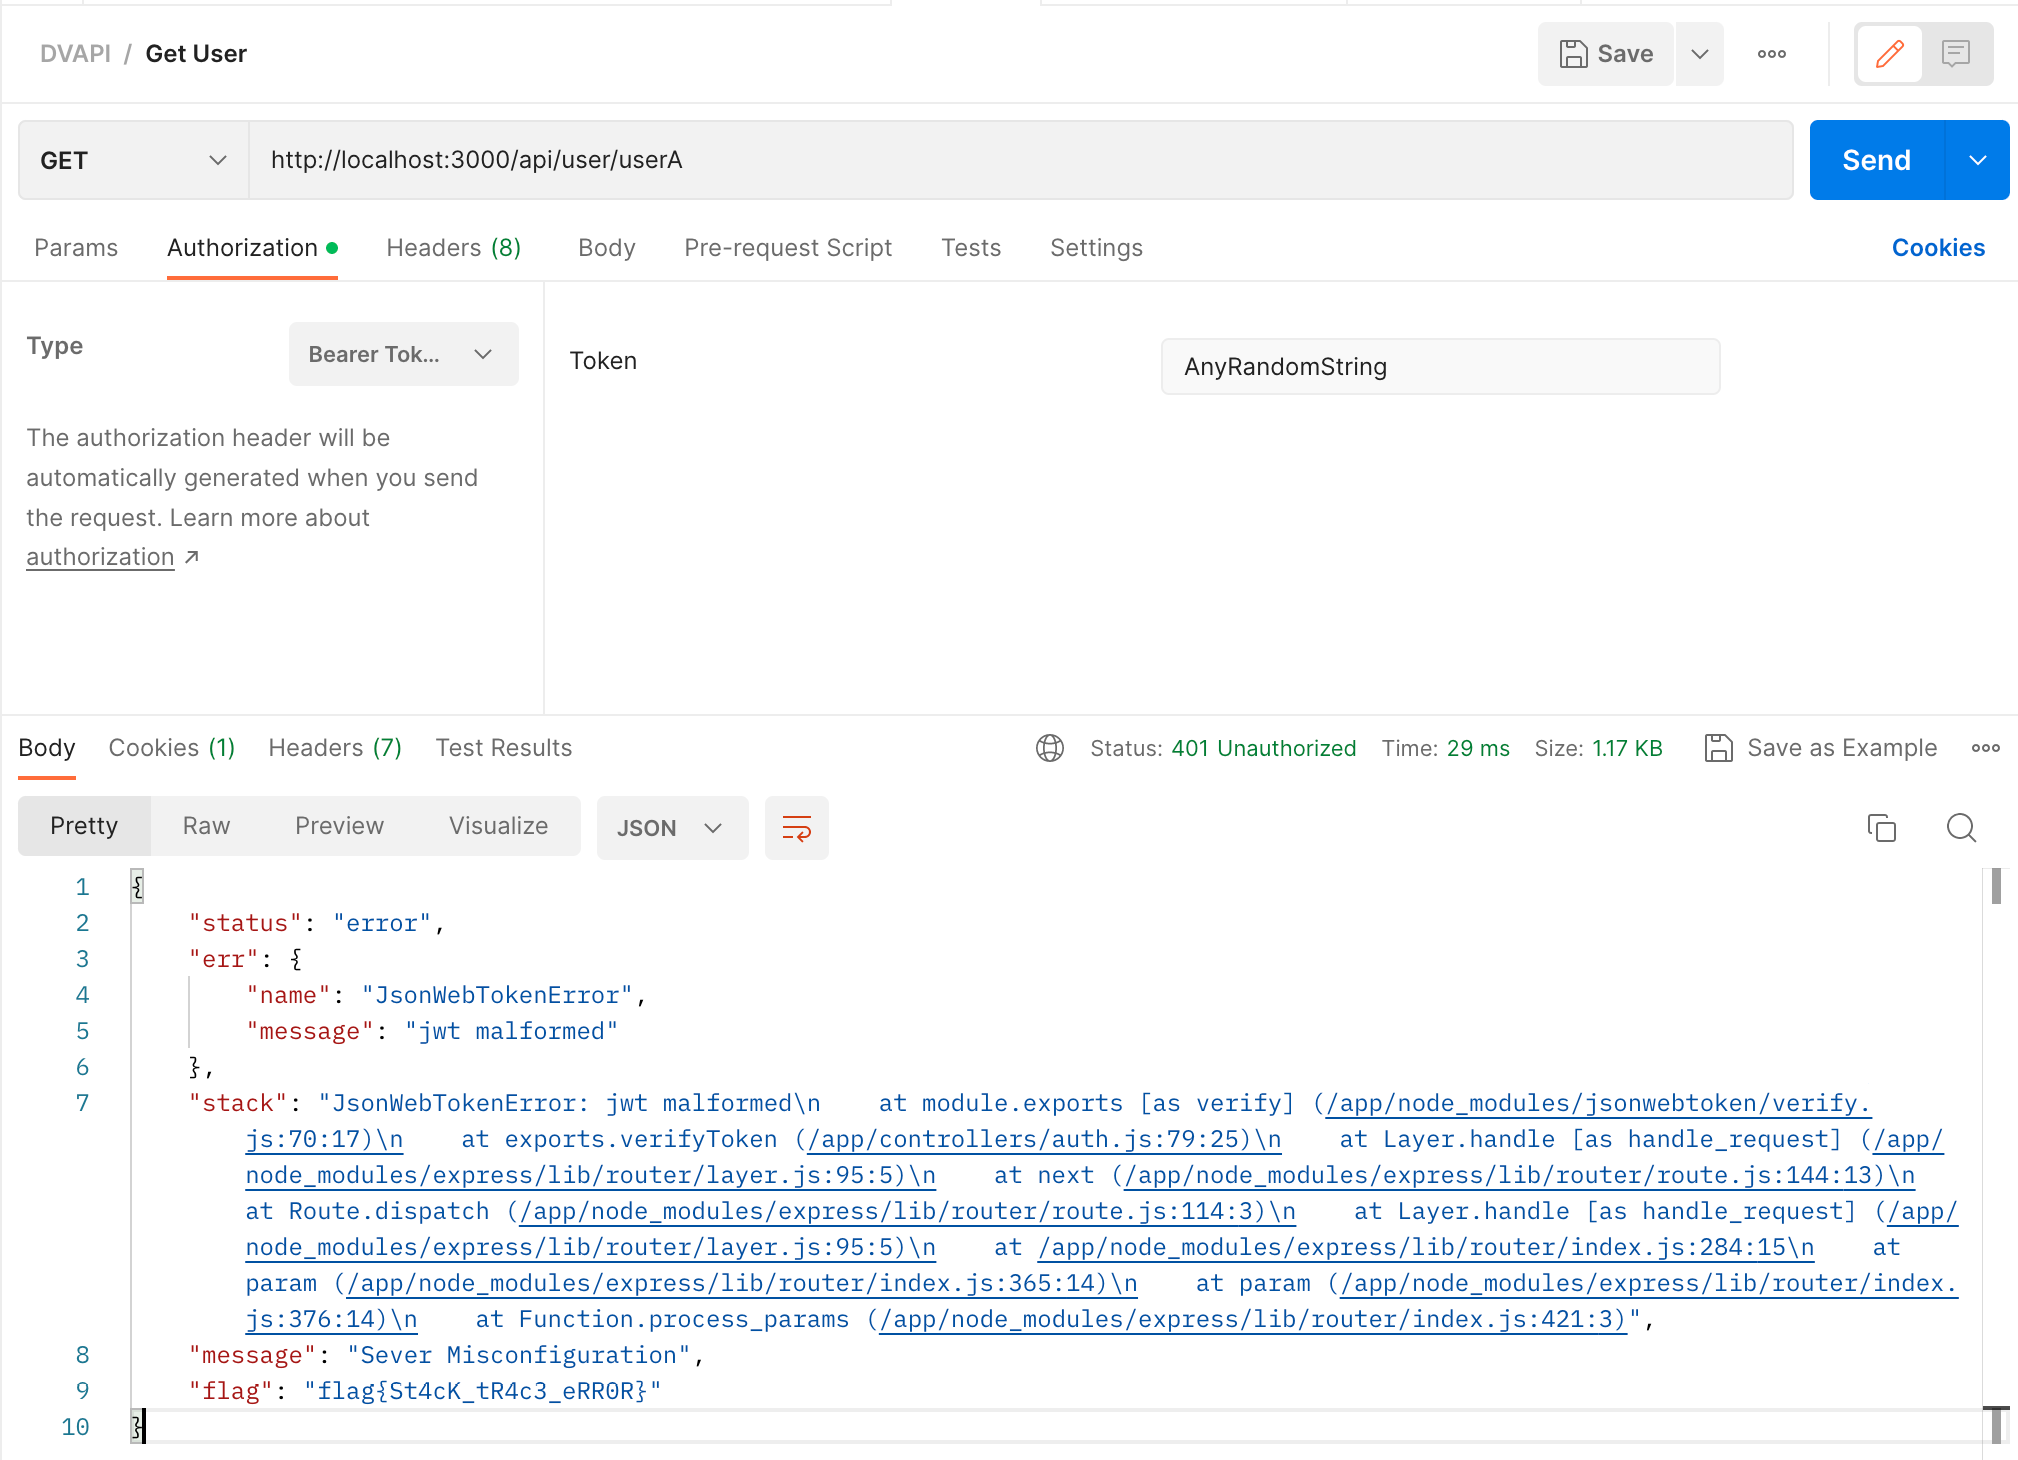 DVAPI / Get User
Save
GET http://localhost:3000/api/user/userA Send
Params Authorization Headers (8) Body Pre-request Script Tests Settings Cookies
Type Bearer Tok... Token AnyRandomString
The authorization header will be
automatically generated when you send
the request. Learn more about
authorization ↗
Body Cookies (1) Headers (7) Test Results Status: 401 Unauthorized Time: 29 ms Size: 1.17 KB Save as Example
Pretty Raw Preview Visualize JSON
1 {
2 "status": "error",
3 "err": {
4 "name": "JsonWebTokenError",
5 "message": "jwt malformed"
6 },
7 "stack": "JsonWebTokenError: jwt malformed\n    at module.exports [as verify] (/app/node_modules/jsonwebtoken/verify.
js:70:17)\n    at exports.verifyToken (/app/controllers/auth.js:79:25)\n    at Layer.handle [as handle_request] (/app/
node_modules/express/lib/router/layer.js:95:5)\n    at next (/app/node_modules/express/lib/router/route.js:144:13)\n
at Route.dispatch (/app/node_modules/express/lib/router/route.js:114:3)\n    at Layer.handle [as handle_request] (/app/
node_modules/express/lib/router/layer.js:95:5)\n    at /app/node_modules/express/lib/router/index.js:284:15\n    at
param (/app/node_modules/express/lib/router/index.js:365:14)\n    at param (/app/node_modules/express/lib/router/index.
js:376:14)\n    at Function.process_params (/app/node_modules/express/lib/router/index.js:421:3)",
8 "message": "Sever Misconfiguration",
9 "flag": "flag{St4cK_tR4c3_eRR0R}"
10 }